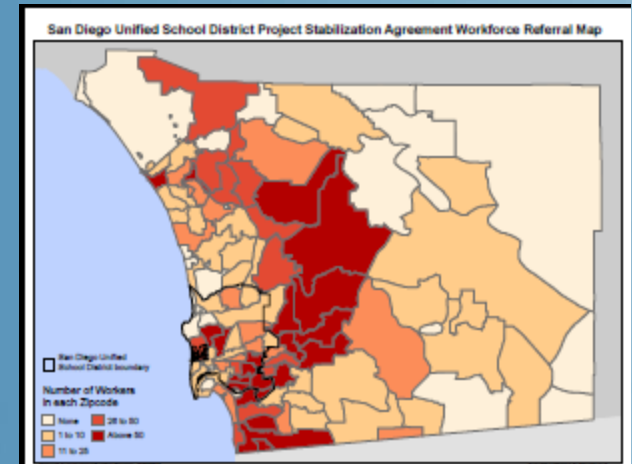 San Diego Unified School District Project Stabilization Agreement Workforce Referral Map
San Diego Unified
School District boundary
Number of Workers
in each Zipcode
None
26 to 50
1 to 10
Above 50
11 to 25